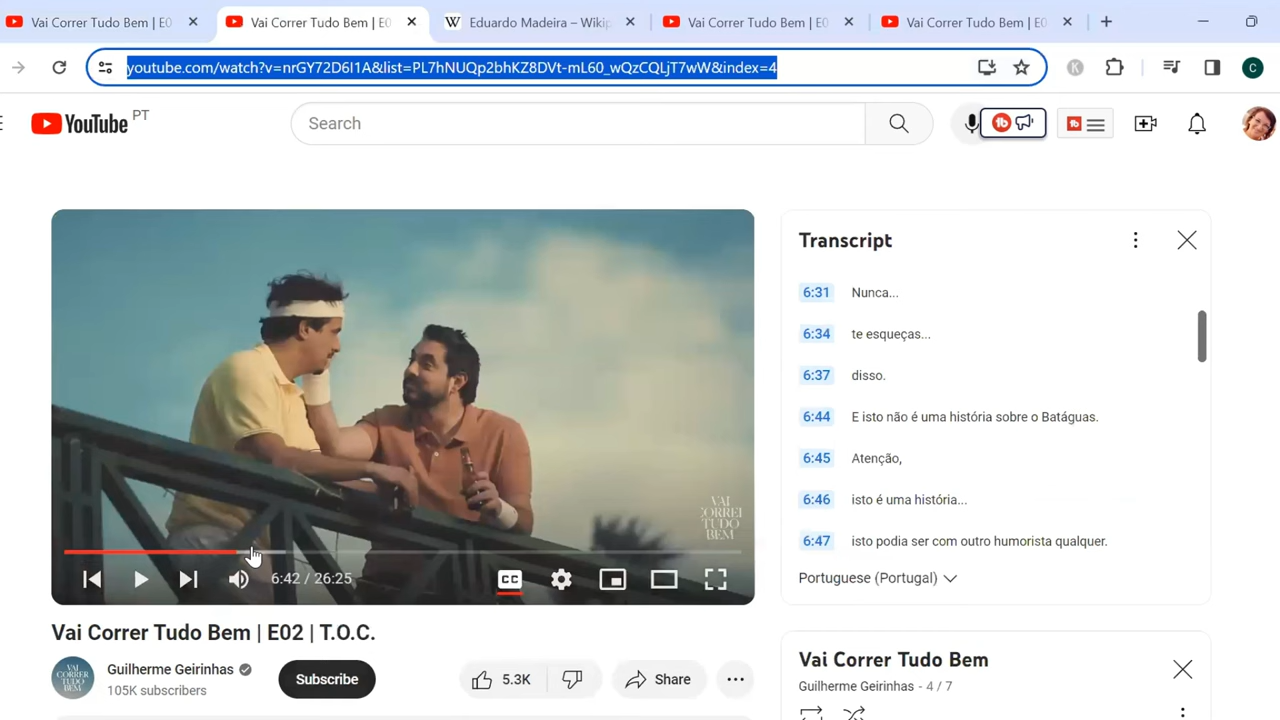 Vai Correr Tudo Bem | E0
Vai Correr Tudo Bem | E0
Eduardo Madeira – Wikip
Vai Correr Tudo Bem | E0
Vai Correr Tudo Bem | E0
youtube.com/watch?v=nrGY72D6I1A&list=PL7hNUQp2bhKZ8DVt-mL60_wQzCQLjT7wW&index=4
C
YouTube PT
Search
Transcript
6:31 Nunca...
6:34 te esqueças...
6:37 disso.
6:44 E isto não é uma história sobre o Batáguas.
6:45 Atenção,
6:46 isto é uma história...
6:47 isto podia ser com outro humorista qualquer.
Portuguese (Portugal)
VAI
CORRER
TUDO
BEM
6:42 / 26:25
CC
Vai Correr Tudo Bem | E02 | T.O.C.
Guilherme Geirinhas
105K subscribers
Subscribe
5.3K
Share
Vai Correr Tudo Bem
Guilherme Geirinhas - 4 / 7